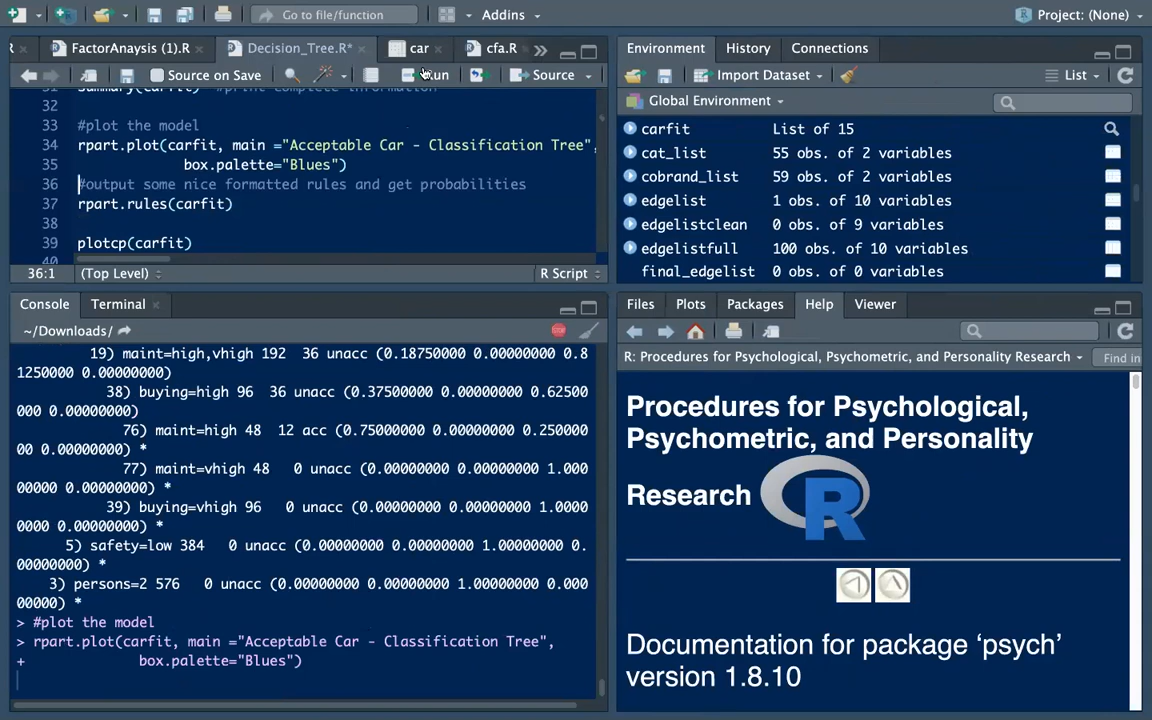 Go to file/function
Addins
Project: (None)
R
FactorAnaysis (1).R
Decision_Tree.R*
car
cfa.R
Source on Save
Source
31
32
33 #plot the model
34 rpart.plot(carfit, main ="Acceptable Car - Classification Tree",
35 box.palette="Blues")
36 #output some nice formatted rules and get probabilities
37 rpart.rules(carfit)
38
39 plotcp(carfit)
40
36:1
(Top Level)
R Script
Environment
History
Connections
Import Dataset
List
Global Environment
carfit List of 15
cat_list 55 obs. of 2 variables
cobrand_list 59 obs. of 2 variables
edgelist 1 obs. of 10 variables
edgelistclean 0 obs. of 9 variables
edgelistfull 100 obs. of 10 variables
final_edgelist 0 obs. of 0 variables
Console
Terminal
~/Downloads/
19) maint=high,vhigh 192 36 unacc (0.18750000 0.00000000 0.8
1250000 0.00000000)
38) buying=high 96 36 unacc (0.37500000 0.00000000 0.62500
000 0.00000000)
76) maint=high 48 12 acc (0.75000000 0.00000000 0.250000
00 0.00000000) *
77) maint=vhigh 48 0 unacc (0.00000000 0.00000000 1.0000
00000 0.00000000) *
39) buying=vhigh 96 0 unacc (0.00000000 0.00000000 1.0000
0000 0.00000000) *
5) safety=low 384 0 unacc (0.00000000 0.00000000 1.00000000 0.
00000000) *
3) persons=2 576 0 unacc (0.00000000 0.00000000 1.00000000 0.000
00000) *
> #plot the model
> rpart.plot(carfit, main ="Acceptable Car - Classification Tree",
+ box.palette="Blues")
Files
Plots
Packages
Help
Viewer
R: Procedures for Psychological, Psychometric, and Personality Research
Find in
Procedures for Psychological,
Psychometric, and Personality
Research
R
Documentation for package ‘psych’
version 1.8.10